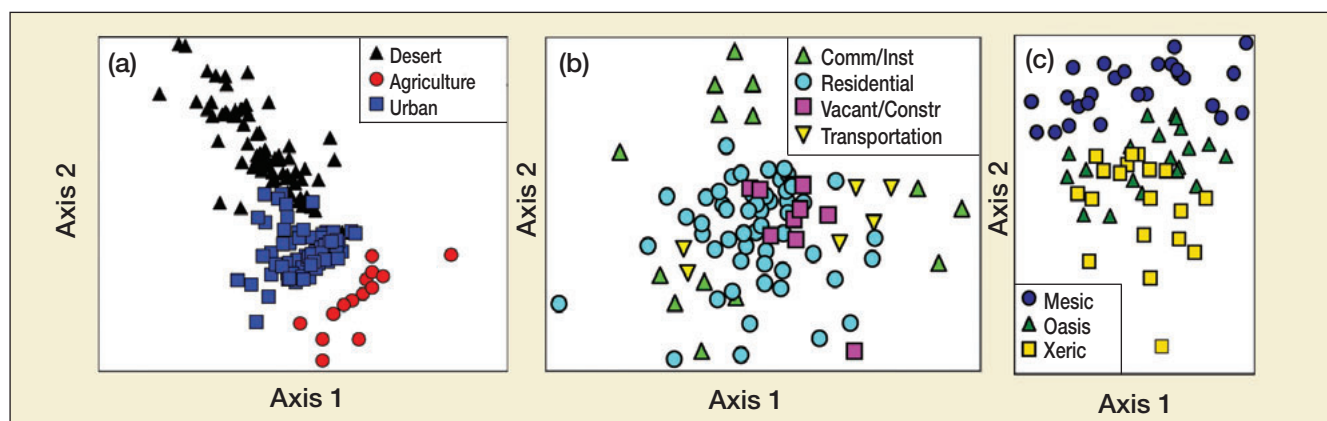 (a)
Desert
Agriculture
Urban
Axis 2
Axis 1
(b)
Comm/Inst
Residential
Vacant/Constr
Transportation
Axis 2
Axis 1
(c)
Mesic
Oasis
Xeric
Axis 2
Axis 1